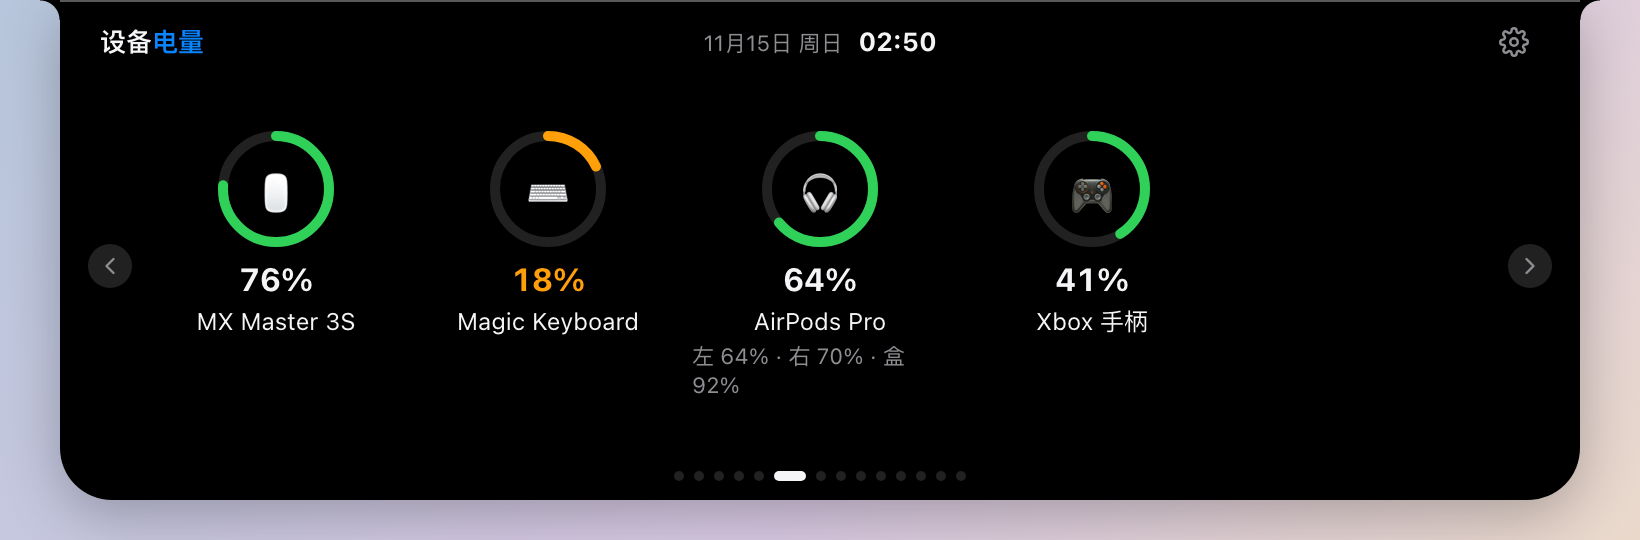 设备电量
11月15日 周日 02:50
76%
MX Master 3S
18%
Magic Keyboard
64%
AirPods Pro
左 64% · 右 70% · 盒
92%
41%
Xbox 手柄